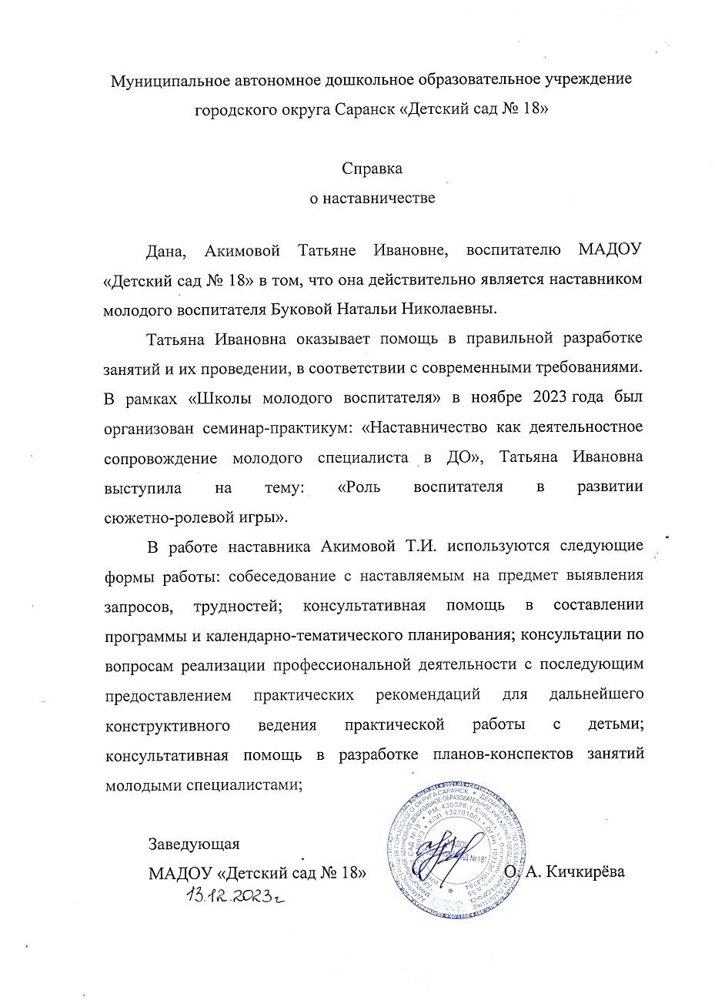 Муниципальное автономное дошкольное образовательное учреждение
городского округа Саранск «Детский сад № 18»
Справка
о наставничестве
Дана, Акимовой Татьяне Ивановне, воспитателю МАДОУ
«Детский сад № 18» в том, что она действительно является наставником
молодого воспитателя Буковой Натальи Николаевны.
Татьяна Ивановна оказывает помощь в правильной разработке
занятий и их проведении, в соответствии с современными требованиями.
В рамках «Школы молодого воспитателя» в ноябре 2023 года был
организован семинар-практикум: «Наставничество как деятельностное
сопровождение молодого специалиста в ДО», Татьяна Ивановна
выступила на тему: «Роль воспитателя в развитии
сюжетно-ролевой игры».
В работе наставника Акимовой Т.И. используются следующие
формы работы: собеседование с наставляемым на предмет выявления
запросов, трудностей; консультативная помощь в составлении
программы и календарно-тематического планирования; консультации по
вопросам реализации профессиональной деятельности с последующим
предоставлением практических рекомендаций для дальнейшего
конструктивного ведения практической работы с детьми;
консультативная помощь в разработке планов-конспектов занятий
молодыми специалистами;
Заведующая
МАДОУ «Детский сад № 18» О. А. Кичкирёва
13.12.2023г